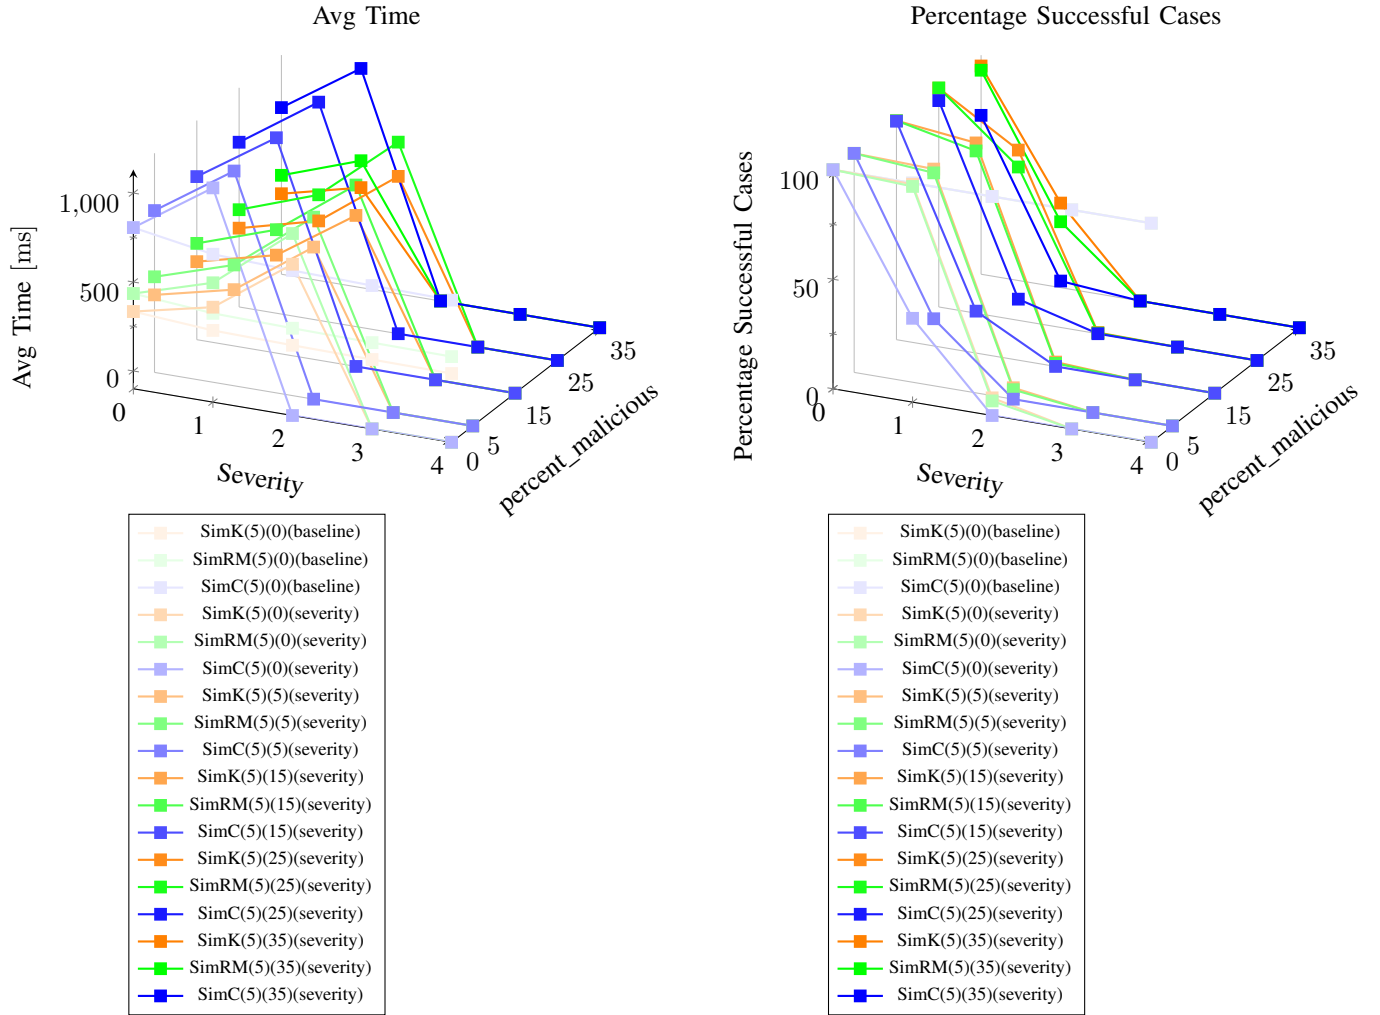 Avg Time
Avg Time [ms]
1,000
500
0
0
1
2
3
4
Severity
0
5
15
25
35
percent_malicious
SimK(5)(0)(baseline)
SimRM(5)(0)(baseline)
SimC(5)(0)(baseline)
SimK(5)(0)(severity)
SimRM(5)(0)(severity)
SimC(5)(0)(severity)
SimK(5)(5)(severity)
SimRM(5)(5)(severity)
SimC(5)(5)(severity)
SimK(5)(15)(severity)
SimRM(5)(15)(severity)
SimC(5)(15)(severity)
SimK(5)(25)(severity)
SimRM(5)(25)(severity)
SimC(5)(25)(severity)
SimK(5)(35)(severity)
SimRM(5)(35)(severity)
SimC(5)(35)(severity)
Percentage Successful Cases
Percentage Successful Cases
100
50
0
0
1
2
3
4
Severity
0
5
15
25
35
percent_malicious
SimK(5)(0)(baseline)
SimRM(5)(0)(baseline)
SimC(5)(0)(baseline)
SimK(5)(0)(severity)
SimRM(5)(0)(severity)
SimC(5)(0)(severity)
SimK(5)(5)(severity)
SimRM(5)(5)(severity)
SimC(5)(5)(severity)
SimK(5)(15)(severity)
SimRM(5)(15)(severity)
SimC(5)(15)(severity)
SimK(5)(25)(severity)
SimRM(5)(25)(severity)
SimC(5)(25)(severity)
SimK(5)(35)(severity)
SimRM(5)(35)(severity)
SimC(5)(35)(severity)